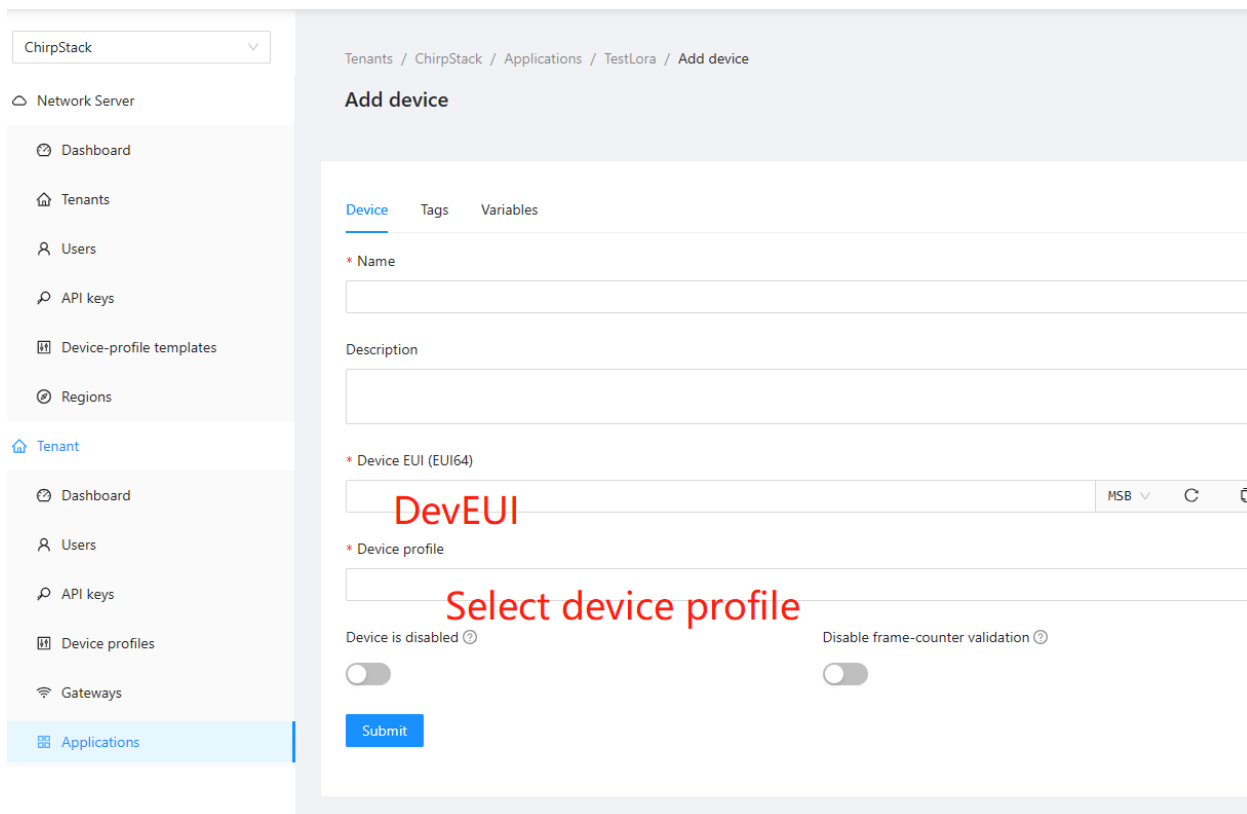 ChirpStack
Network Server
Dashboard
Tenants
Users
API keys
Device-profile templates
Regions
Tenant
Dashboard
Users
API keys
Device profiles
Gateways
Applications
Tenants / ChirpStack / Applications / TestLora / Add device
Add device
Device Tags Variables
* Name
Description
* Device EUI (EUI64)
DevEUI
MSB
* Device profile
Select device profile
Device is disabled
Disable frame-counter validation
Submit